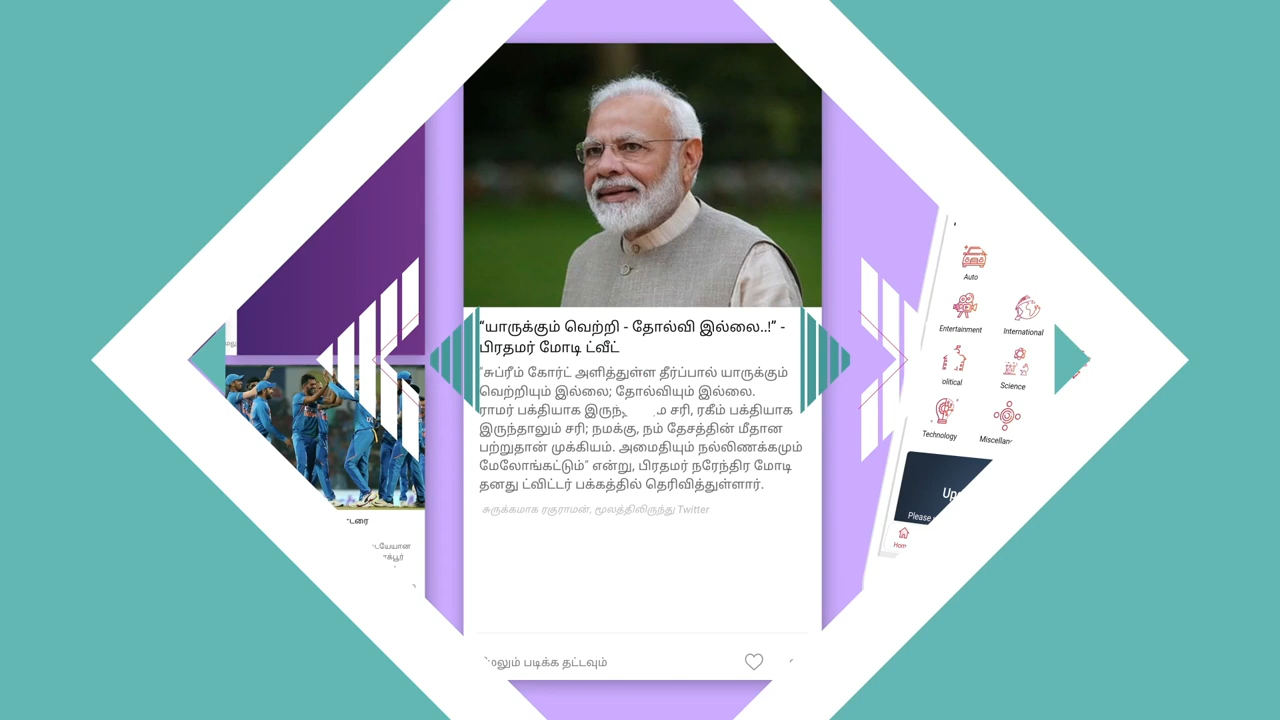 “யாருக்கும் வெற்றி - தோல்வி இல்லை..!” -
பிரதமர் மோடி ட்வீட்
"சுப்ரீம் கோர்ட் அளித்துள்ள தீர்ப்பால் யாருக்கும்
வெற்றியும் இல்லை; தோல்வியும் இல்லை.
ராமர் பக்தியாக சரி, ரகீம் பக்தியாக
இருந்தாலும் சரி; நமக்கு, நம் தேசத்தின் மீதான
பற்றுதான் முக்கியம். அமைதியும் நல்லிணக்கமும்
மேலோங்கட்டும்" என்று, பிரதமர் நரேந்திர மோடி
தனது ட்விட்டர் பக்கத்தில் தெரிவித்துள்ளார்.
சுருக்கமாக ரகுராமன், மூலத்திலிருந்து Twitter
படிக்க தட்டவும்
Auto
Entertainment
International
Science
Technology
Please